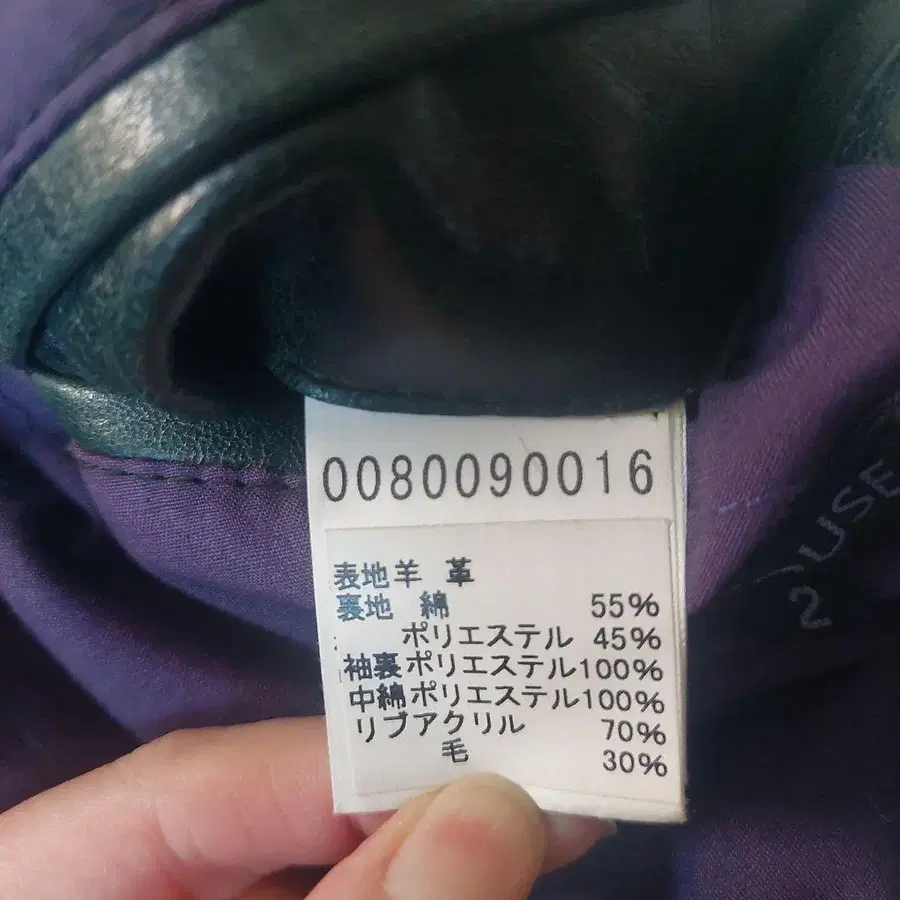 0080090016
表地羊 革
裏地 綿 55%
ポリエステル 45%
袖裏ポリエステル100%
中綿ポリエステル100%
リブアクリル 70%
毛 30%
USE
2